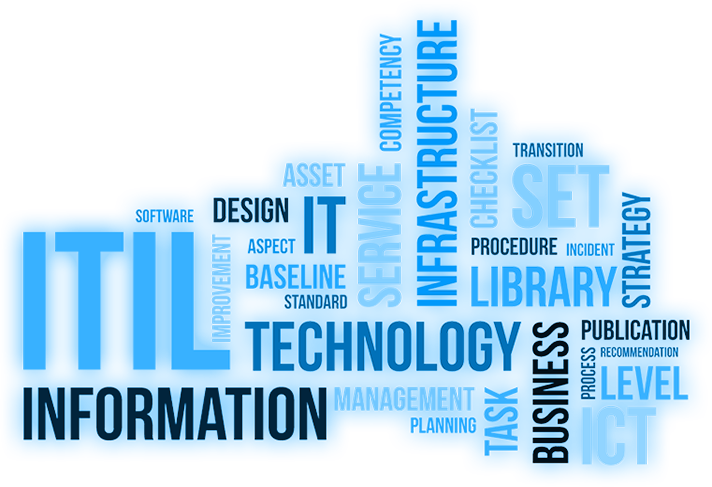 COMPETENCY
INFRASTRUCTURE
CHECKLIST
TRANSITION
ASSET
SERVICE
SET
SOFTWARE
DESIGN
IT
STRATEGY
ITIL
IMPROVEMENT
ASPECT
PROCEDURE
INCIDENT
BASELINE
LIBRARY
STANDARD
TECHNOLOGY
BUSINESS
PUBLICATION
PROCESS
RECOMMENDATION
LEVEL
INFORMATION
MANAGEMENT
TASK
PLANNING
ICT